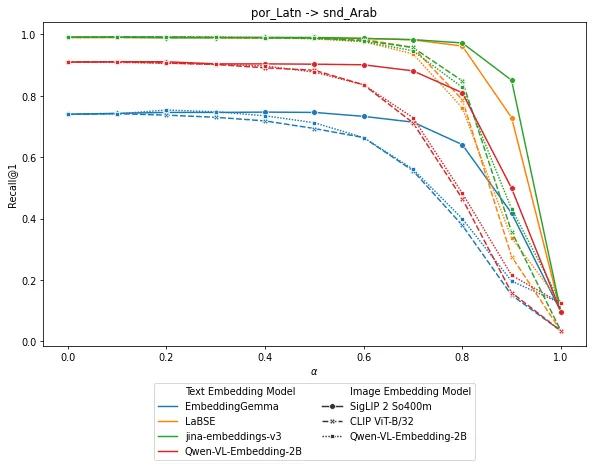 por_Latn -> snd_Arab
Recall@1
1.0
0.8
0.6
0.4
0.2
0.0
0.0 0.2 0.4 0.6 0.8 1.0
α
Text Embedding Model Image Embedding Model
EmbeddingGemma SigLIP 2 So400m
LaBSE CLIP ViT-B/32
jina-embeddings-v3 Qwen-VL-Embedding-2B
Qwen-VL-Embedding-2B